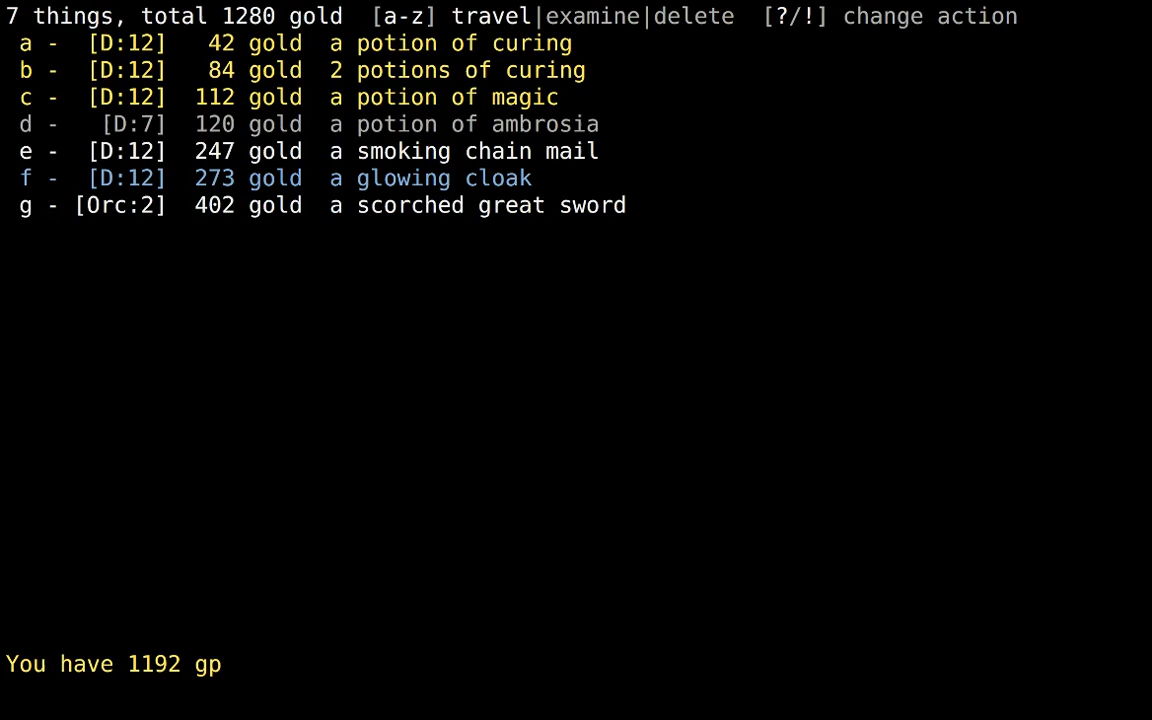 7 things, total 1280 gold  [a-z] travel|examine|delete  [?/!] change action
a -  [D:12]   42 gold  a potion of curing
b -  [D:12]   84 gold  2 potions of curing
c -  [D:12]  112 gold  a potion of magic
d -   [D:7]  120 gold  a potion of ambrosia
e -  [D:12]  247 gold  a smoking chain mail
f -  [D:12]  273 gold  a glowing cloak
g - [Orc:2]  402 gold  a scorched great sword
You have 1192 gp